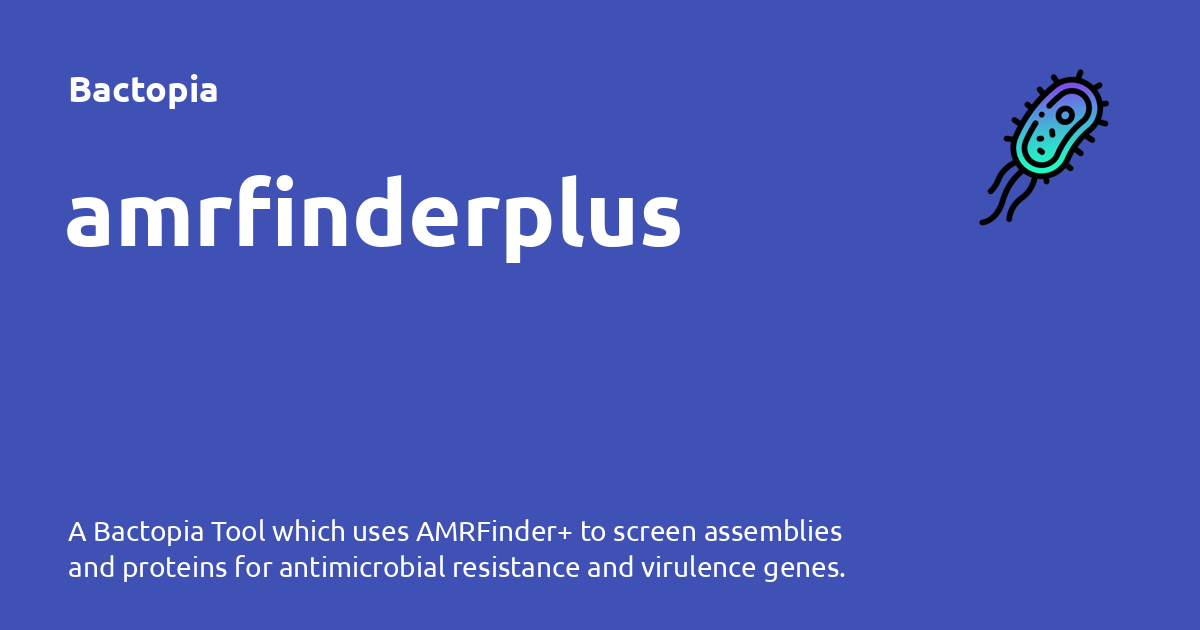 Bactopia
amrfinderplus
A Bactopia Tool which uses AMRFinder+ to screen assemblies
and proteins for antimicrobial resistance and virulence genes.